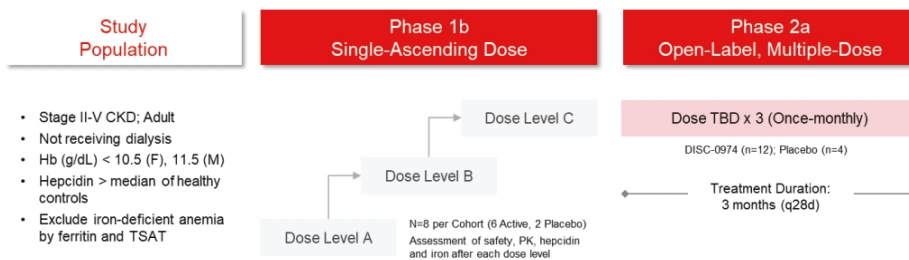 Study
Population
Phase 1b
Single-Ascending Dose
Phase 2a
Open-Label, Multiple-Dose
• Stage II-V CKD; Adult
• Not receiving dialysis
• Hb (g/dL) < 10.5 (F), 11.5 (M)
• Hepcidin > median of healthy
controls
• Exclude iron-deficient anemia
by ferritin and TSAT
Dose Level C
Dose Level B
Dose Level A
N=8 per Cohort (6 Active, 2 Placebo)
Assessment of safety, PK, hepcidin
and iron after each dose level
Dose TBD x 3 (Once-monthly)
DISC-0974 (n=12); Placebo (n=4)
Treatment Duration:
3 months (q28d)